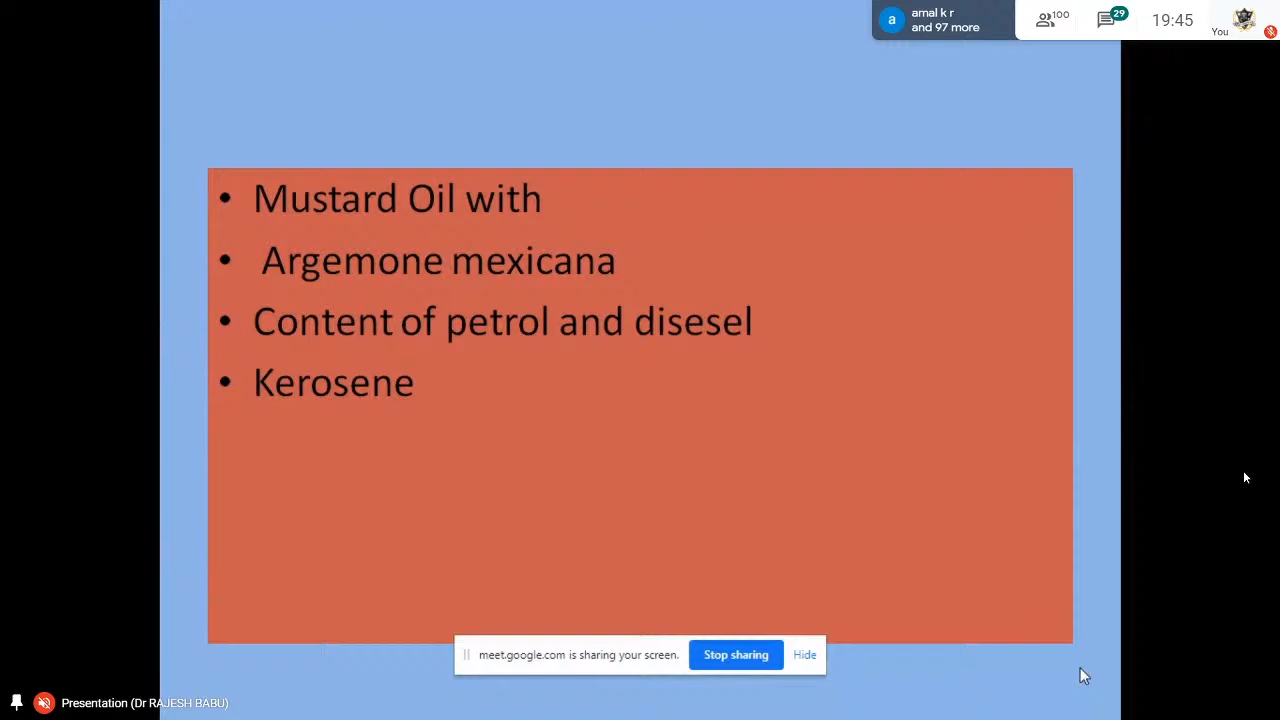 amal k r
and 97 more
100
29
19:45
You
• Mustard Oil with
• Argemone mexicana
• Content of petrol and disesel
• Kerosene
meet.google.com is sharing your screen.
Stop sharing
Hide
Presentation (Dr RAJESH BABU)
a